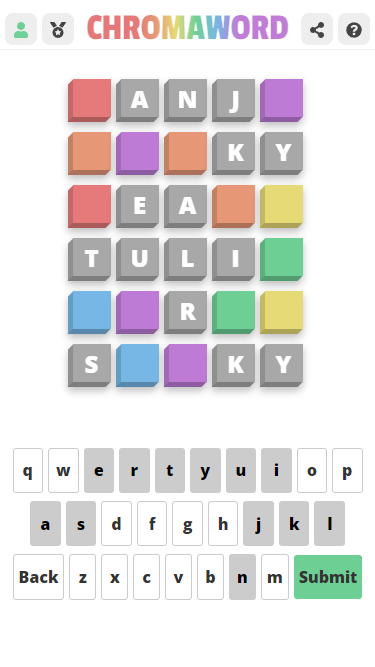 CHROMAWORD
A N J
K Y
E A
T U L I
R
S K Y
q w e r t y u i o p
a s d f g h j k l
Back z x c v b n m Submit